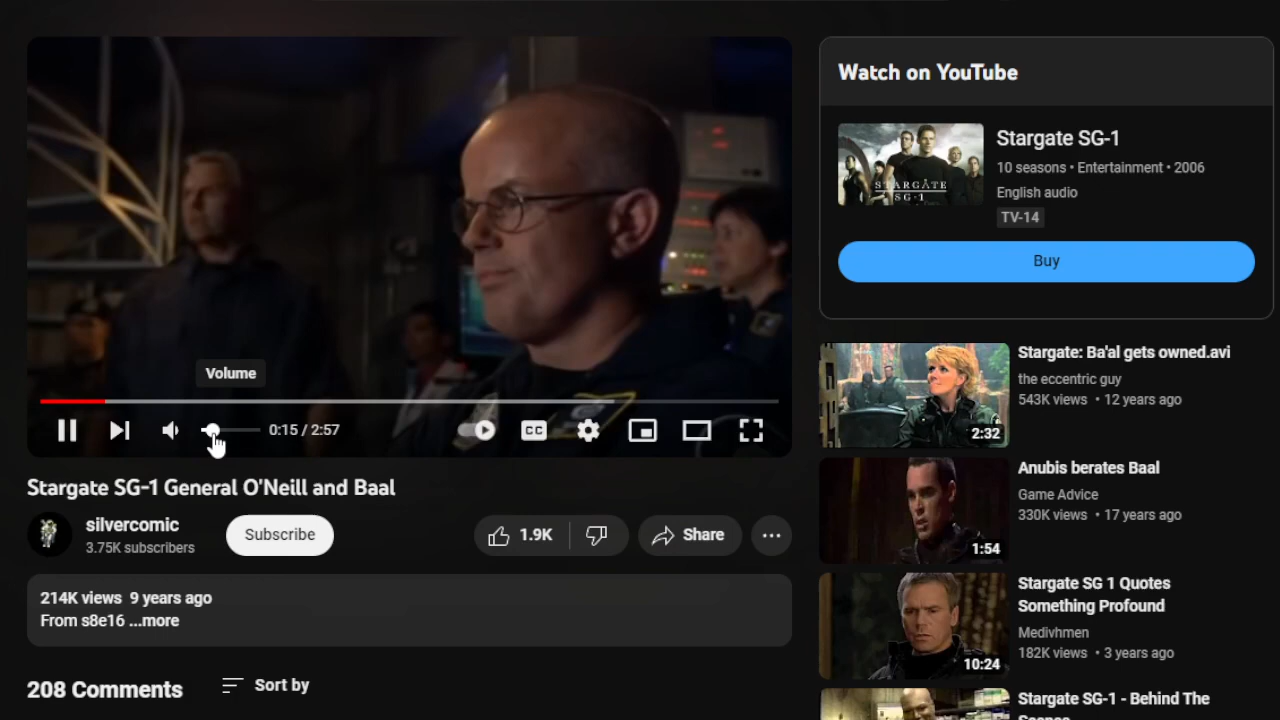 Volume
0:15 / 2:57
CC
Stargate SG-1 General O'Neill and Baal
silvercomic
3.75K subscribers
Subscribe
1.9K
Share
214K views 9 years ago
From s8e16 ...more
208 Comments
Sort by
Watch on YouTube
STARGATE
SG·1
Stargate SG-1
10 seasons • Entertainment • 2006
English audio
TV-14
Buy
2:32
Stargate: Ba'al gets owned.avi
the eccentric guy
543K views • 12 years ago
1:54
Anubis berates Baal
Game Advice
330K views • 17 years ago
10:24
Stargate SG 1 Quotes
Something Profound
Medivhmen
182K views • 3 years ago
Stargate SG-1 - Behind The